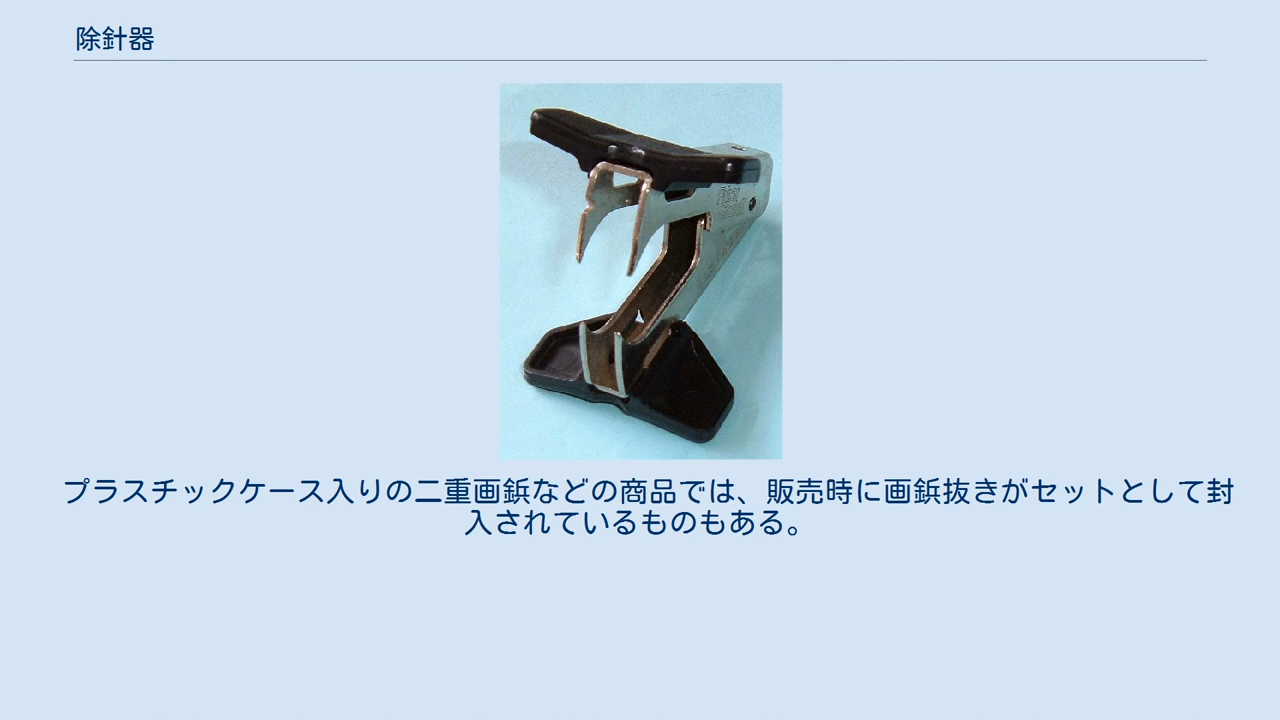 除針器
プラスチックケース入りの二重画鋲などの商品では、販売時に画鋲抜きがセットとして封
入されているものもある。